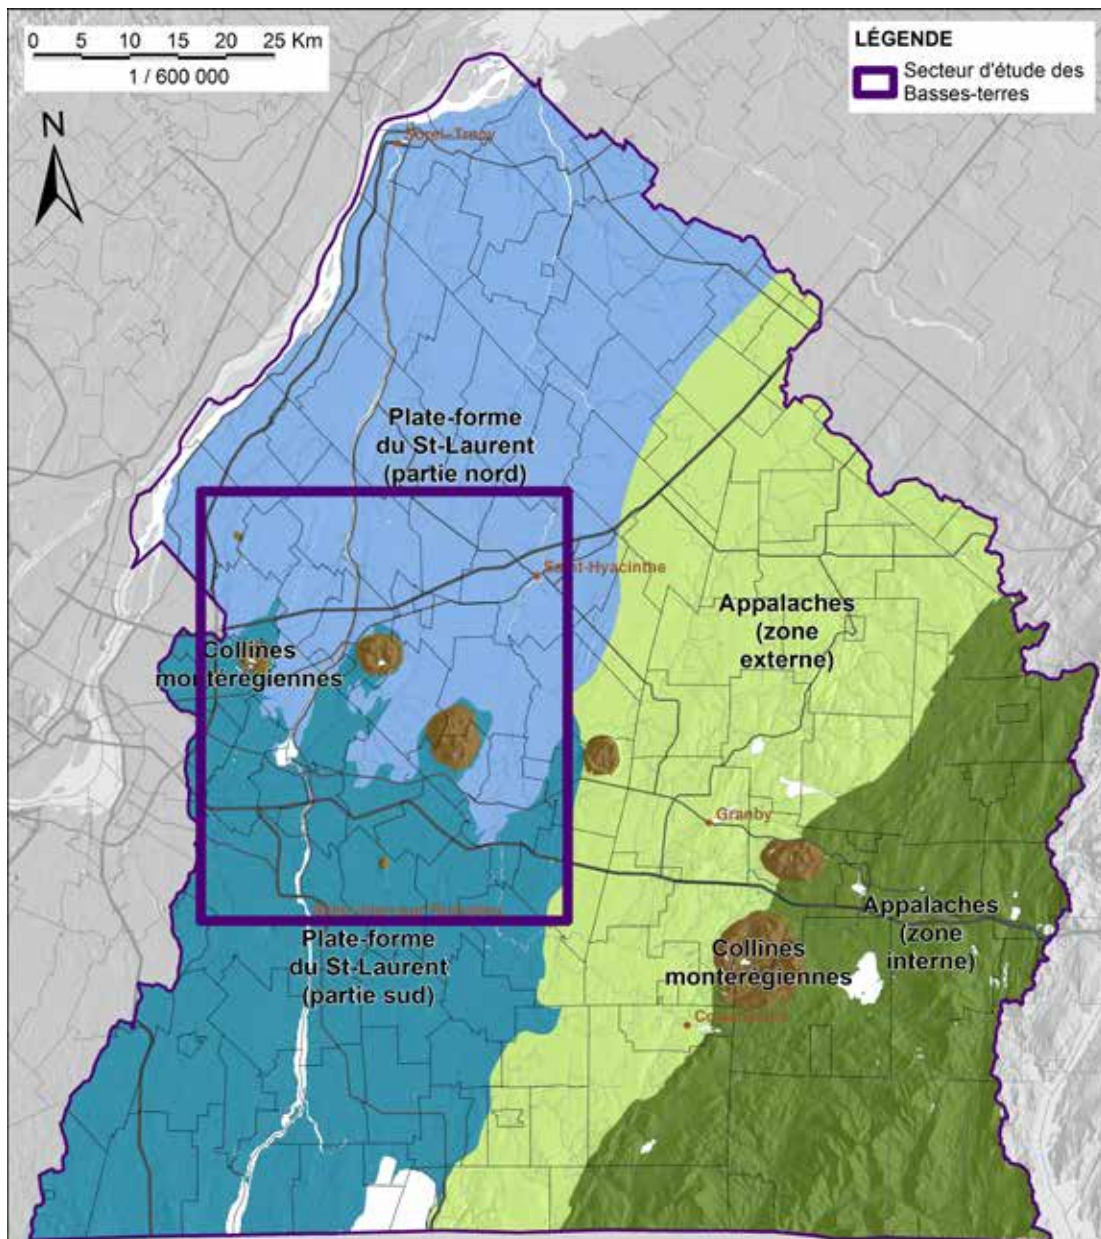 0 5 10 15 20 25 Km
1 / 600 000
LÉGENDE
Secteur d'étude des
Basses-terres
N
Sorel-Tracy
Plate-forme
du St-Laurent
(partie nord)
Saint-Hyacinthe
Appalaches
(zone
externe)
Collines
montérégiennes
Granby
Appalaches
(zone
interne)
Plate-forme
du St-Laurent
(partie sud)
Collines
montérégiennes